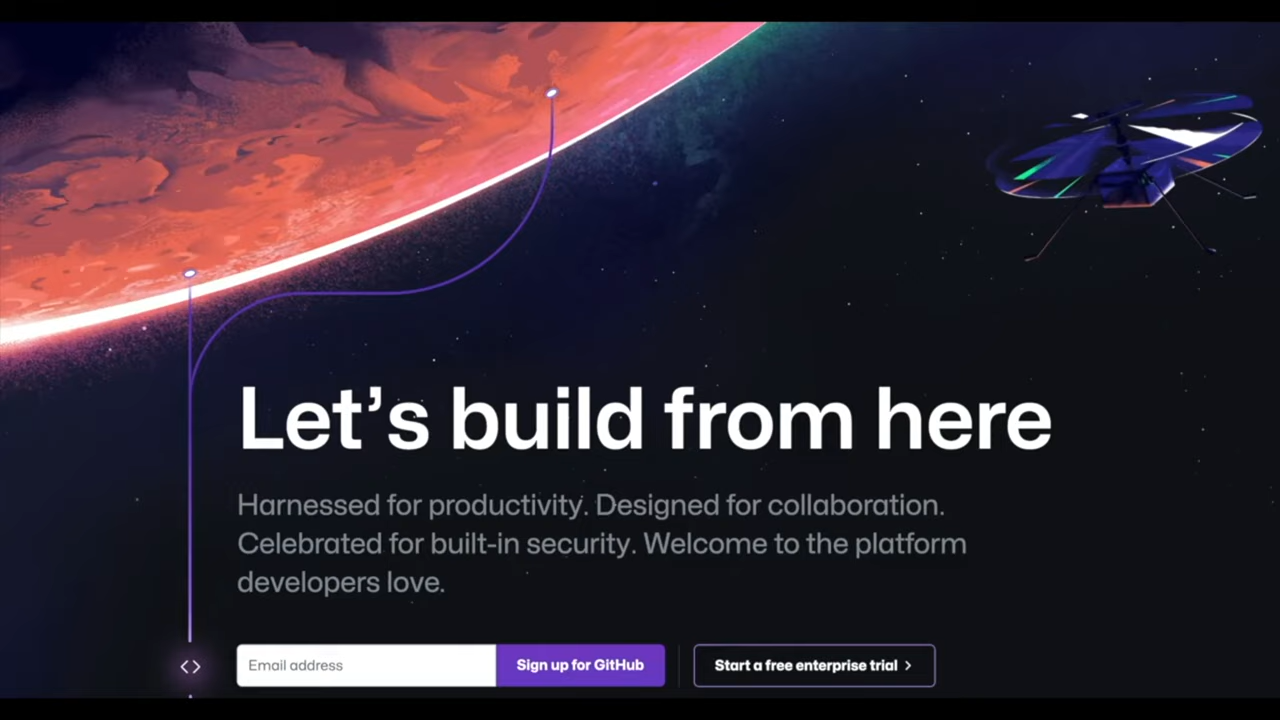 Let’s build from here
Harnessed for productivity. Designed for collaboration.
Celebrated for built-in security. Welcome to the platform
developers love.
Email address
Sign up for GitHub
Start a free enterprise trial